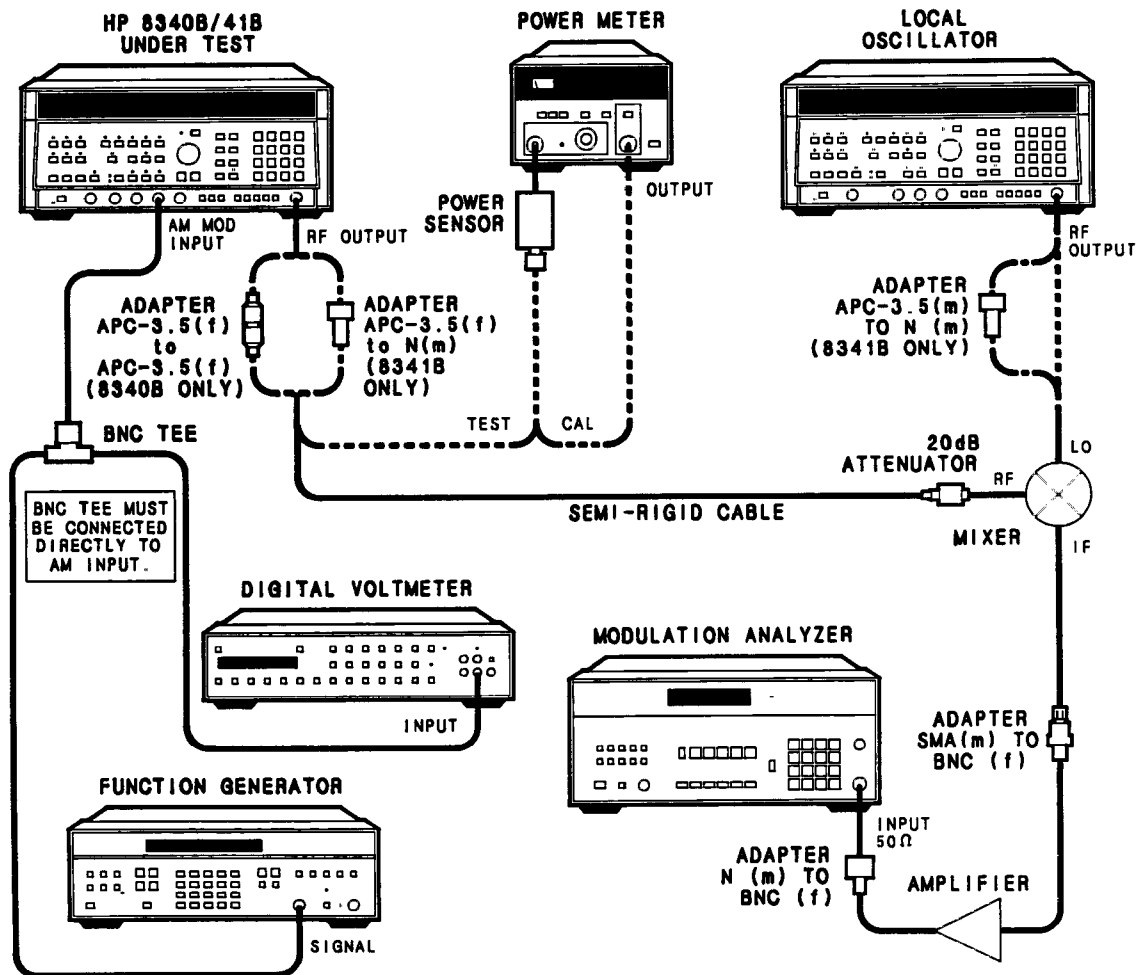 HP 8340B/41B
UNDER TEST
POWER METER
LOCAL
OSCILLATOR
AM MOD
INPUT
RF OUTPUT
POWER
SENSOR
OUTPUT
RF
OUTPUT
ADAPTER
APC-3.5(f)
to
APC-3.5(f)
(8340B ONLY)
ADAPTER
APC-3.5(f)
to N(m)
(8341B
ONLY)
ADAPTER
APC-3.5(m)
TO N (m)
(8341B ONLY)
BNC TEE
TEST
CAL
20dB
ATTENUATOR
RF
LO
BNC TEE MUST
BE CONNECTED
DIRECTLY TO
AM INPUT.
SEMI-RIGID CABLE
MIXER
IF
DIGITAL VOLTMETER
INPUT
MODULATION ANALYZER
ADAPTER
SMA(m) TO
BNC (f)
FUNCTION GENERATOR
SIGNAL
INPUT
50Ω
ADAPTER
N (m) TO
BNC (f)
AMPLIFIER